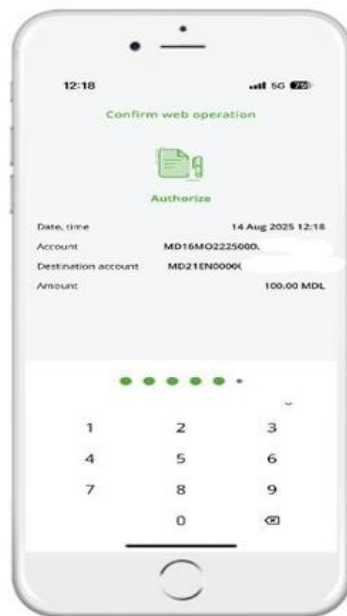 12:18 5G 79
Confirm web operation
Authorize
Date, time 14 Aug 2025 12:18
Account MD16MO2225000
Destination account MD21EN0000
Amount 100.00 MDL
1 2 3
4 5 6
7 8 9
0